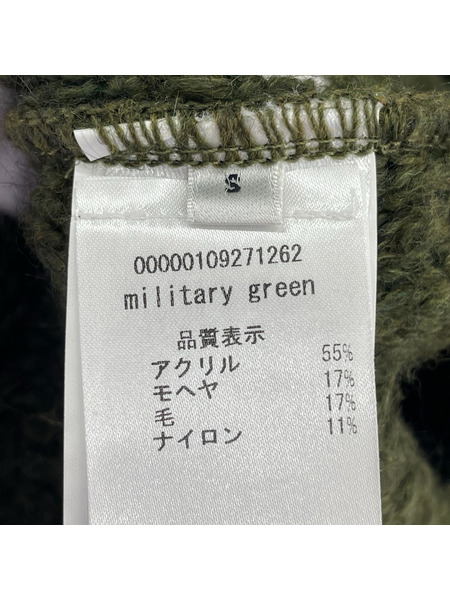 S
00000109271262
military green
品質表示
アクリル 55%
モヘヤ 17%
毛 17%
ナイロン 11%